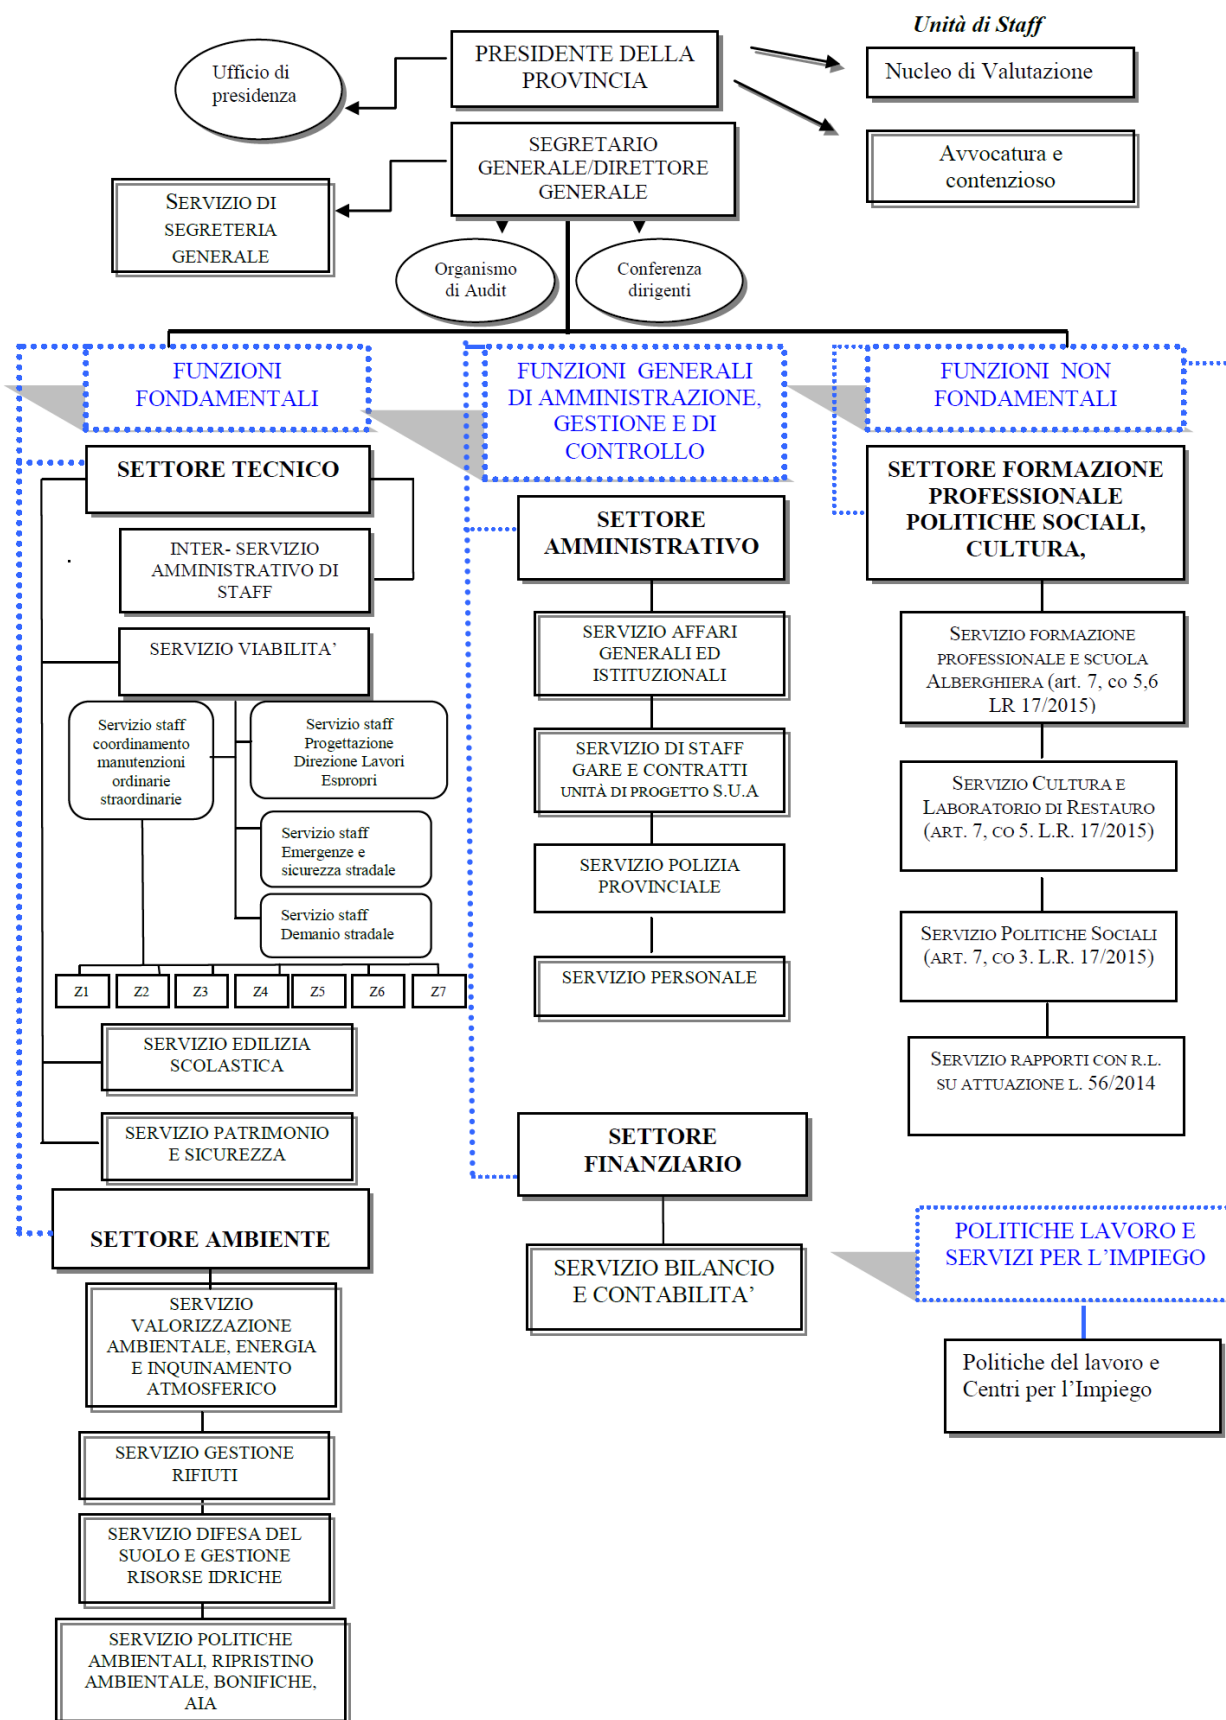 Unità di Staff
Ufficio di
presidenza
PRESIDENTE DELLA
PROVINCIA
Nucleo di Valutazione
SEGRETARIO
GENERALE/DIRETTORE
GENERALE
Avvocatura e
contenzioso
SERVIZIO DI
SEGRETERIA
GENERALE
Organismo
di Audit
Conferenza
dirigenti
FUNZIONI
FONDAMENTALI
SETTORE TECNICO
INTER- SERVIZIO
AMMINISTRATIVO DI
STAFF
SERVIZIO VIABILITA’
Servizio staff
coordinamento
manutenzioni
ordinarie
straordinarie
Servizio staff
Progettazione
Direzione Lavori
Espropri
Servizio staff
Emergenze e
sicurezza stradale
Servizio staff
Demanio stradale
Z1 Z2 Z3 Z4 Z5 Z6 Z7
SERVIZIO EDILIZIA
SCOLASTICA
SERVIZIO PATRIMONIO
E SICUREZZA
SETTORE AMBIENTE
SERVIZIO
VALORIZZAZIONE
AMBIENTALE, ENERGIA
E INQUINAMENTO
ATMOSFERICO
SERVIZIO GESTIONE
RIFIUTI
SERVIZIO DIFESA DEL
SUOLO E GESTIONE
RISORSE IDRICHE
SERVIZIO POLITICHE
AMBIENTALI, RIPRISTINO
AMBIENTALE, BONIFICHE,
AIA
FUNZIONI GENERALI
DI AMMINISTRAZIONE,
GESTIONE E DI
CONTROLLO
SETTORE
AMMINISTRATIVO
SERVIZIO AFFARI
GENERALI ED
ISTITUZIONALI
SERVIZIO DI STAFF
GARE E CONTRATTI
UNITÀ DI PROGETTO S.U.A
SERVIZIO POLIZIA
PROVINCIALE
SERVIZIO PERSONALE
SETTORE
FINANZIARIO
SERVIZIO BILANCIO
E CONTABILITA’
FUNZIONI NON
FONDAMENTALI
SETTORE FORMAZIONE
PROFESSIONALE
POLITICHE SOCIALI,
CULTURA,
SERVIZIO FORMAZIONE
PROFESSIONALE E SCUOLA
ALBERGHIERA (art. 7, co 5,6
LR 17/2015)
SERVIZIO CULTURA E
LABORATORIO DI RESTAURO
(ART. 7, CO 5. L.R. 17/2015)
SERVIZIO POLITICHE SOCIALI
(ART. 7, CO 3. L.R. 17/2015)
SERVIZIO RAPPORTI CON R.L.
SU ATTUAZIONE L. 56/2014
POLITICHE LAVORO E
SERVIZI PER L’IMPIEGO
Politiche del lavoro e
Centri per l’Impiego